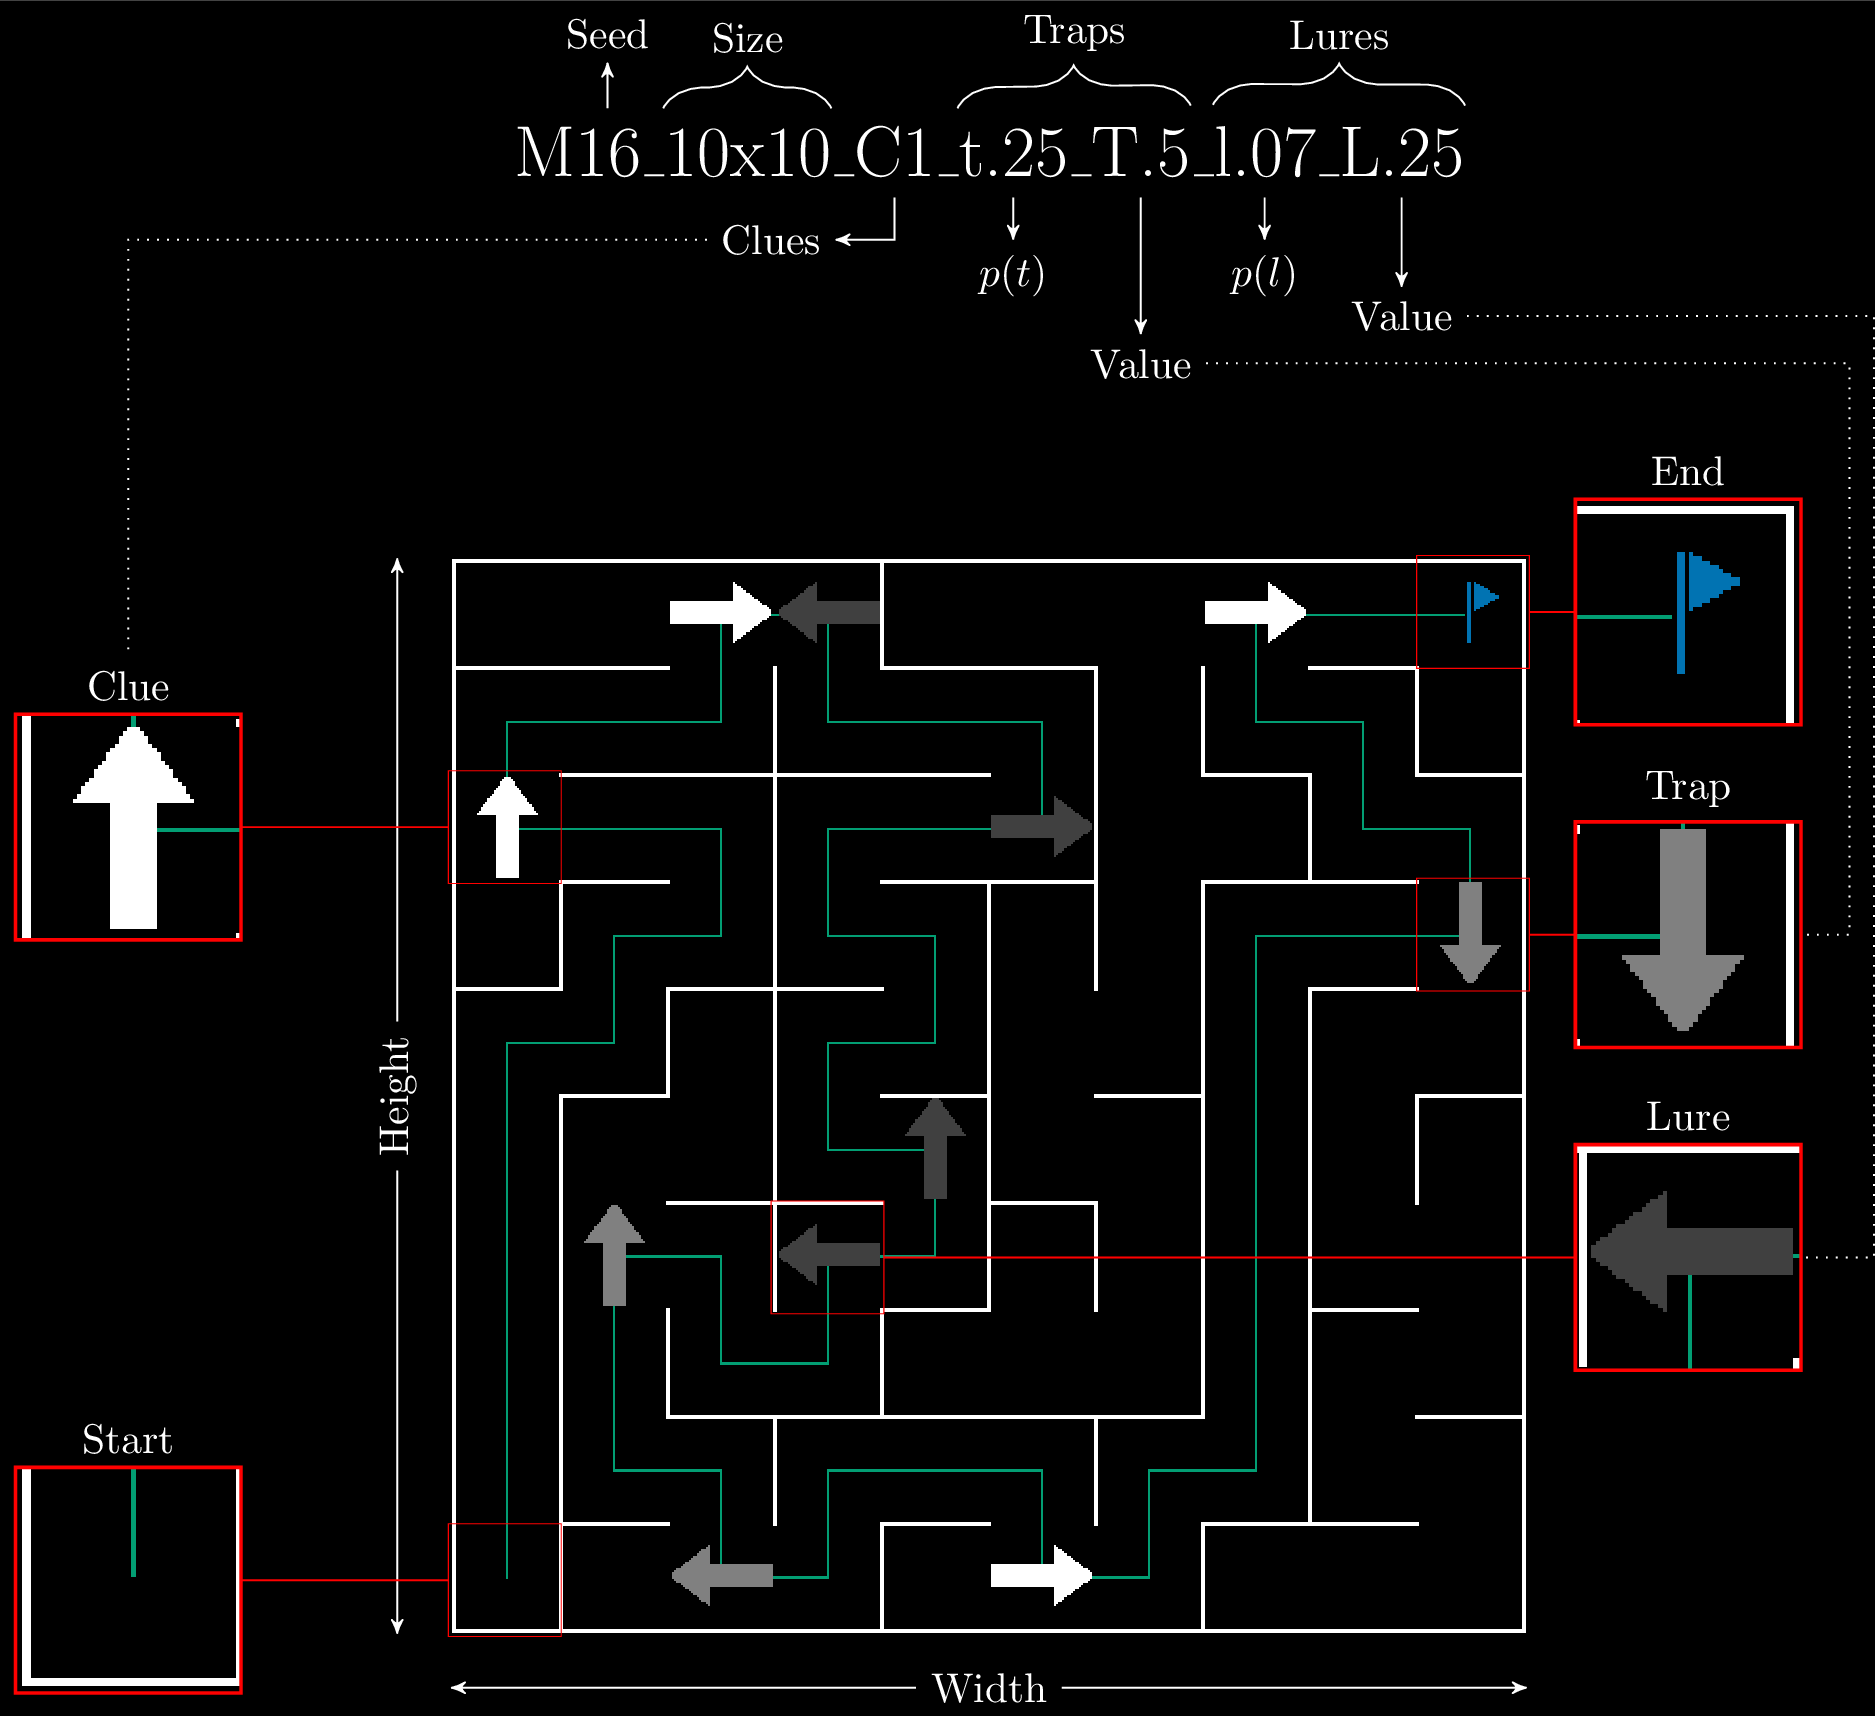 Seed Size Traps Lures
M16_10x10_C1_t.25_T.5_l.07_L.25
Clues p(t) p(l)
Value
Value
End
Clue
Trap
Lure
Height
Start
Width